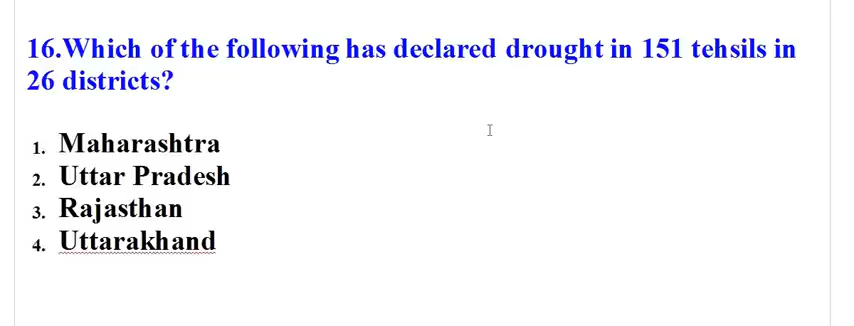 16.Which of the following has declared drought in 151 tehsils in
26 districts?
1. Maharashtra
2. Uttar Pradesh
3. Rajasthan
4. Uttarakhand